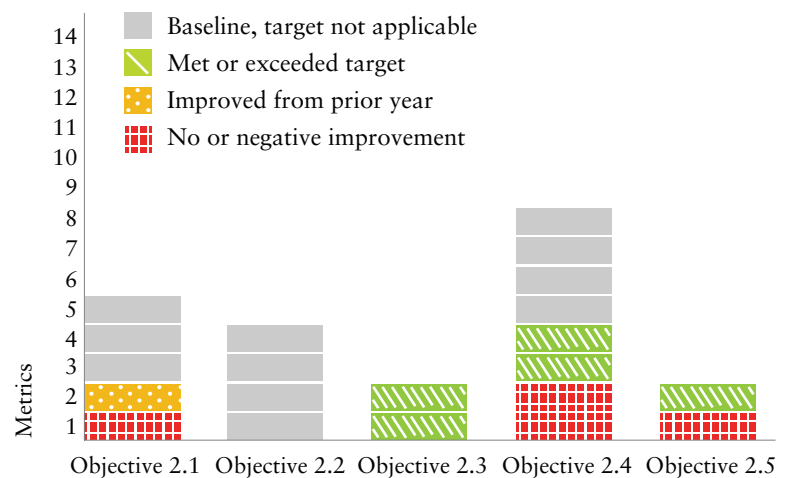 14
13
12
11
10
9
8
7
6
5
4
3
2
1
Metrics
Baseline, target not applicable
Met or exceeded target
Improved from prior year
No or negative improvement
Objective 2.1 Objective 2.2 Objective 2.3 Objective 2.4 Objective 2.5